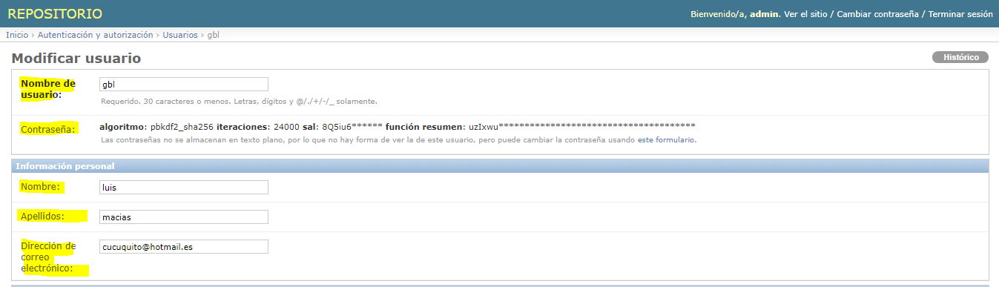 REPOSITORIO
Bienvenido/a, admin. Ver el sitio / Cambiar contraseña / Terminar sesión
Inicio › Autenticación y autorización › Usuarios › gbl
Modificar usuario
Histórico
Nombre de
usuario:
gbl
Requerido. 30 caracteres o menos. Letras, dígitos y @/./+/-/_ solamente.
Contraseña:
algoritmo: pbkdf2_sha256 iteraciones: 24000 sal: 8Q5iu6****** función resumen: uzIxwu**************************************
Las contraseñas no se almacenan en texto plano, por lo que no hay forma de ver la de este usuario, pero puede cambiar la contraseña usando este formulario.
Información personal
Nombre:
luis
Apellidos:
macias
Dirección de
correo
electrónico:
cucuquito@hotmail.es